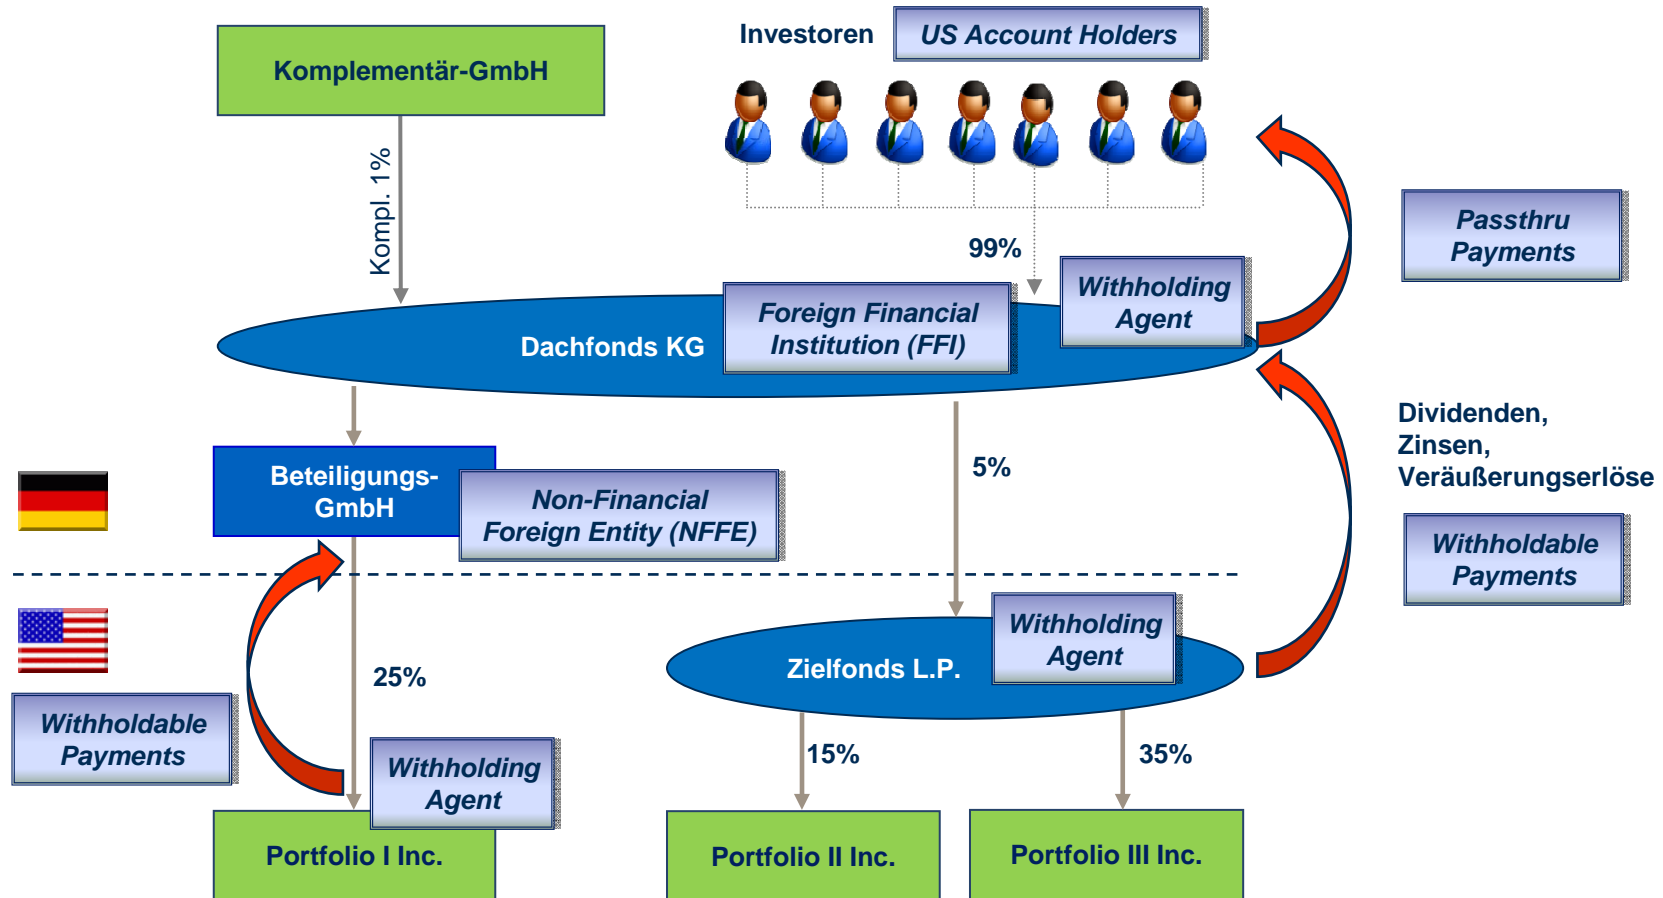 Investoren
US Account Holders
Komplementär-GmbH
Kompl. 1%
99%
Passthru
Payments
Withholding
Agent
Foreign Financial
Institution (FFI)
Dachfonds KG
Dividenden,
Zinsen,
Veräußerungserlöse
Beteiligungs-
GmbH
5%
Non-Financial
Foreign Entity (NFFE)
Withholdable
Payments
Withholding
Agent
Zielfonds L.P.
25%
Withholdable
Payments
15%
35%
Withholding
Agent
Portfolio I Inc.
Portfolio II Inc.
Portfolio III Inc.